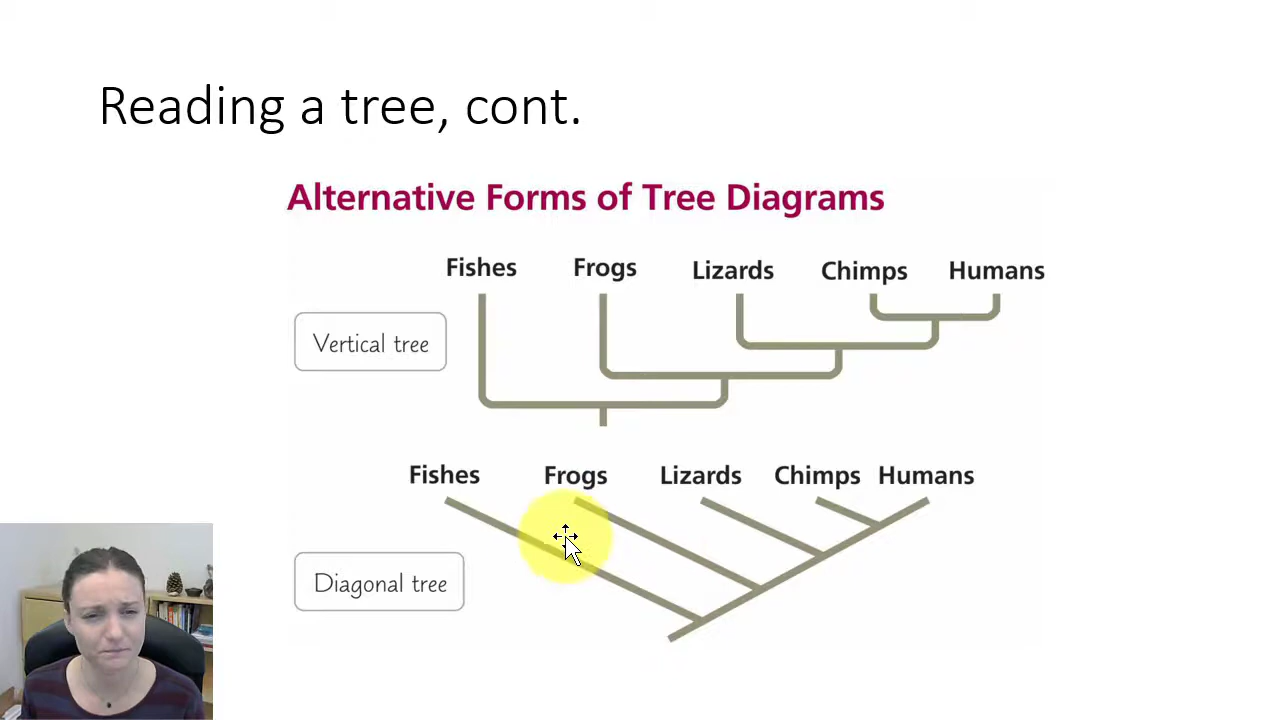 Reading a tree, cont.
Alternative Forms of Tree Diagrams
Fishes Frogs Lizards Chimps Humans
Vertical tree
Fishes Frogs Lizards Chimps Humans
Diagonal tree